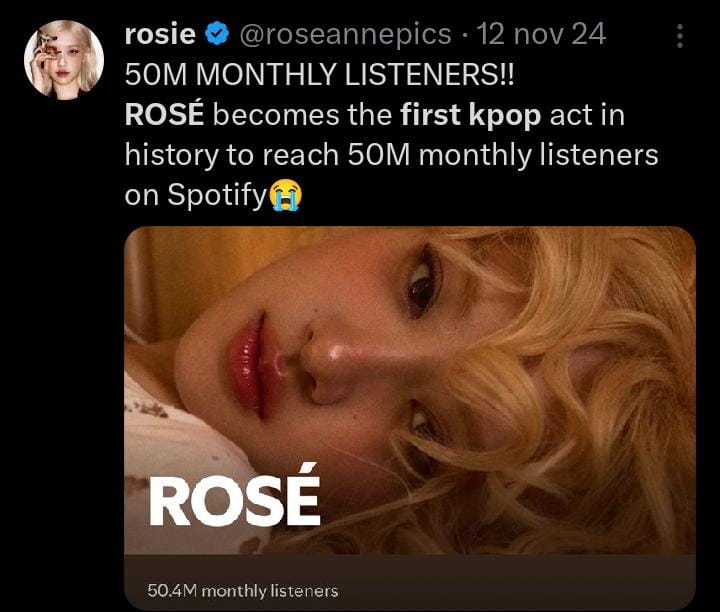 rosie @roseannepics · 12 nov 24
50M MONTHLY LISTENERS!!
ROSÉ becomes the first kpop act in
history to reach 50M monthly listeners
on Spotify😭
ROSÉ
50.4M monthly listeners